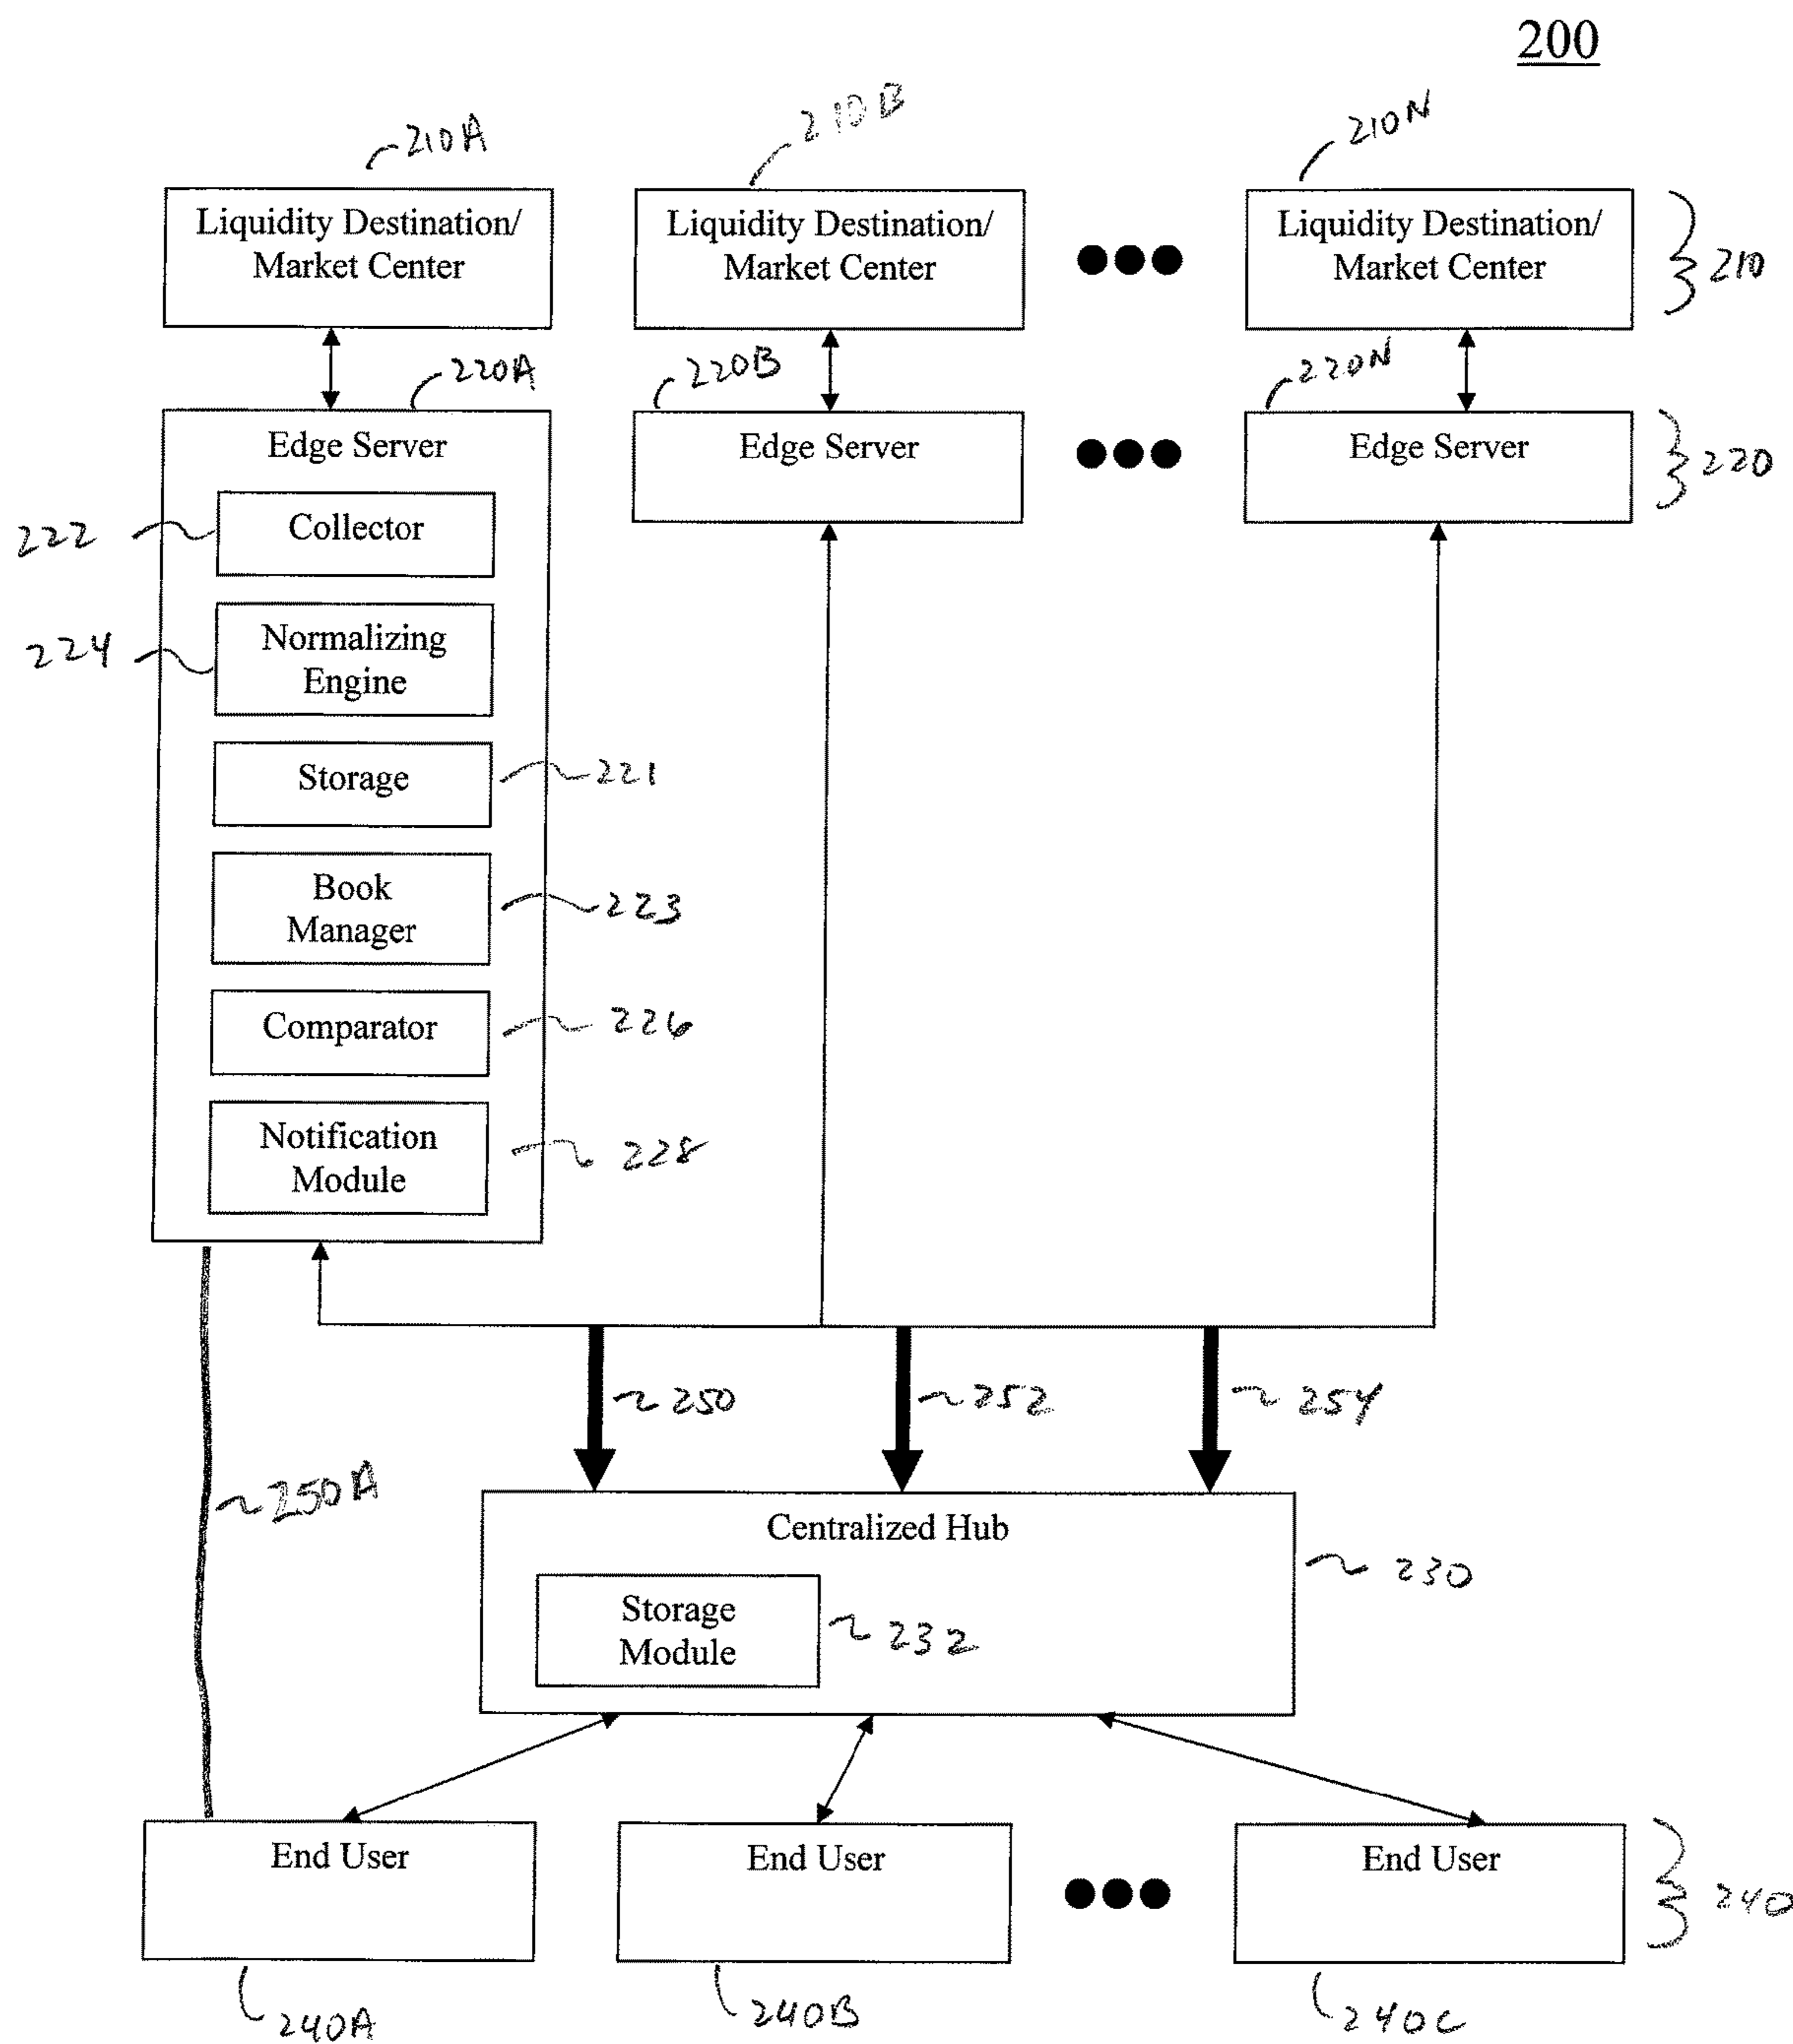 200
210A
210B
210N
Liquidity Destination/
Market Center
Liquidity Destination/
Market Center
Liquidity Destination/
Market Center
210
220A
220B
220N
Edge Server
Edge Server
Edge Server
220
222
Collector
224
Normalizing
Engine
Storage
221
Book
Manager
223
Comparator
226
Notification
Module
228
250
252
254
250A
Centralized Hub
230
Storage
Module
232
End User
End User
End User
240
240A
240B
240C